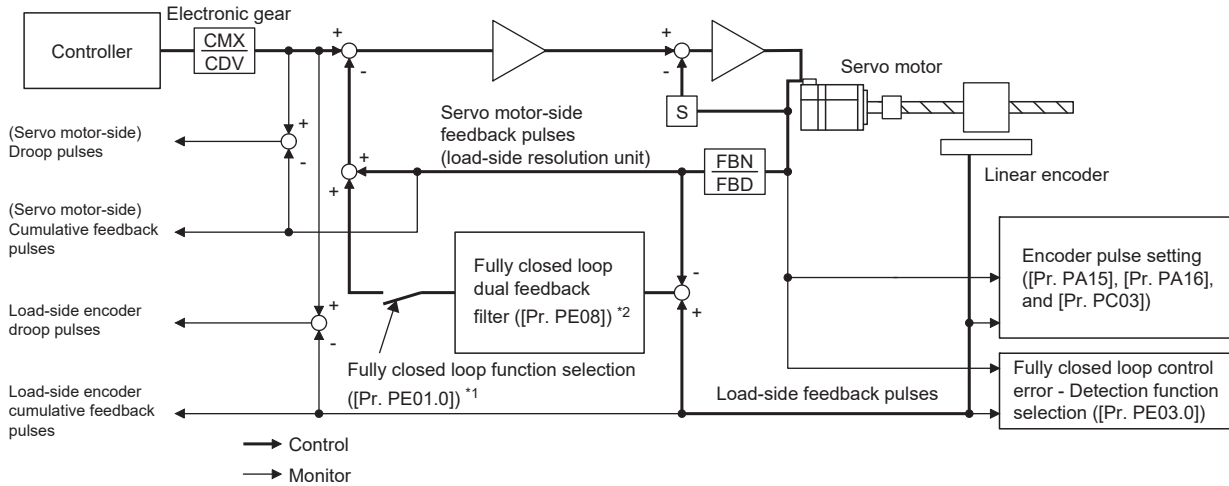 Electronic gear
Controller
CMX
CDV
+
-
+
-
Servo motor
S
Servo motor-side
feedback pulses
(load-side resolution unit)
FBN
FBD
Linear encoder
(Servo motor-side)
Droop pulses
+
-
+
+
(Servo motor-side)
Cumulative feedback
pulses
Fully closed loop
dual feedback
filter ([Pr. PE08]) *2
-
+
Encoder pulse setting
([Pr. PA15], [Pr. PA16],
and [Pr. PC03])
Load-side encoder
droop pulses
+
-
Fully closed loop function selection
([Pr. PE01.0]) *1
Load-side feedback pulses
Fully closed loop control
error - Detection function
selection ([Pr. PE03.0])
Load-side encoder
cumulative feedback
pulses
Control
Monitor